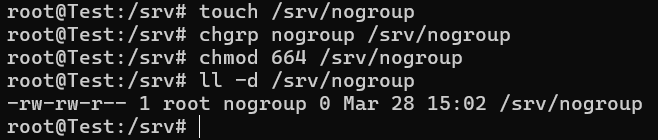 root@Test:/srv# touch /srv/nogroup
root@Test:/srv# chgrp nogroup /srv/nogroup
root@Test:/srv# chmod 664 /srv/nogroup
root@Test:/srv# ll -d /srv/nogroup
-rw-rw-r-- 1 root nogroup 0 Mar 28 15:02 /srv/nogroup
root@Test:/srv#